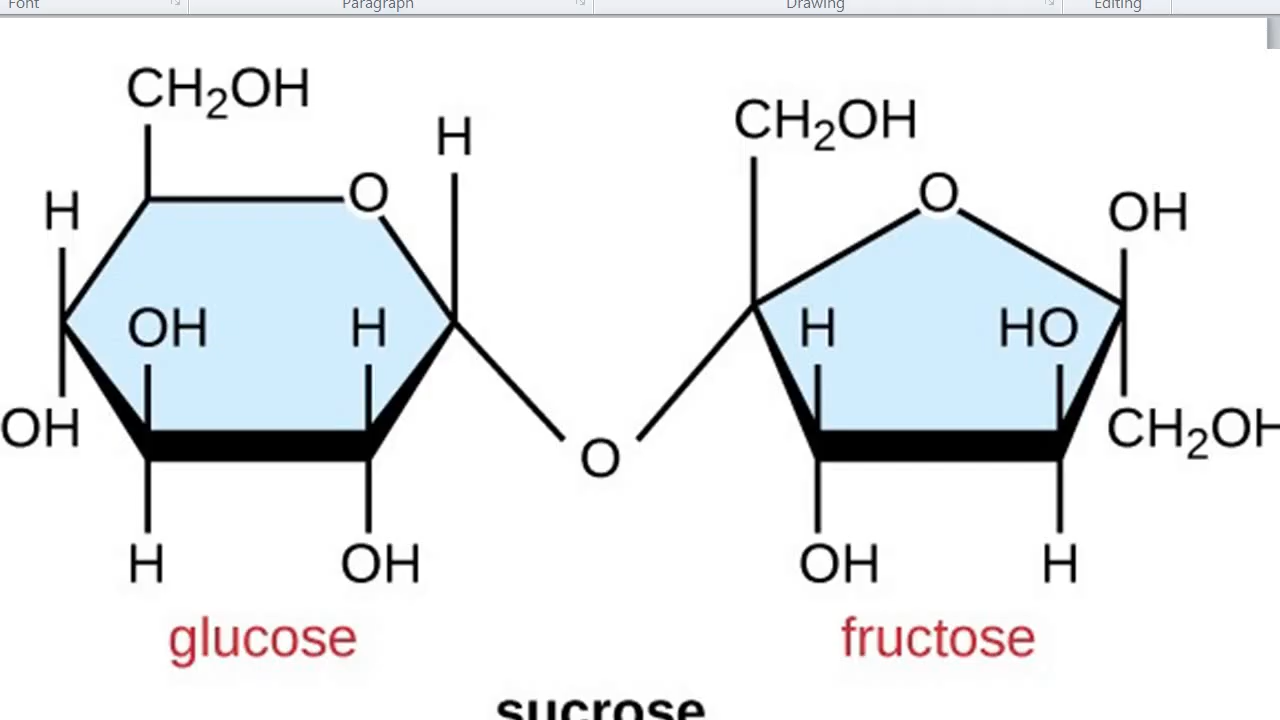 Font Paragraph Drawing Editing
CH2OH
CH2OH
H
H
O
O
OH
OH
H
H
HO
OH
O
CH2OH
H
OH
OH
H
glucose
fructose
sucrose